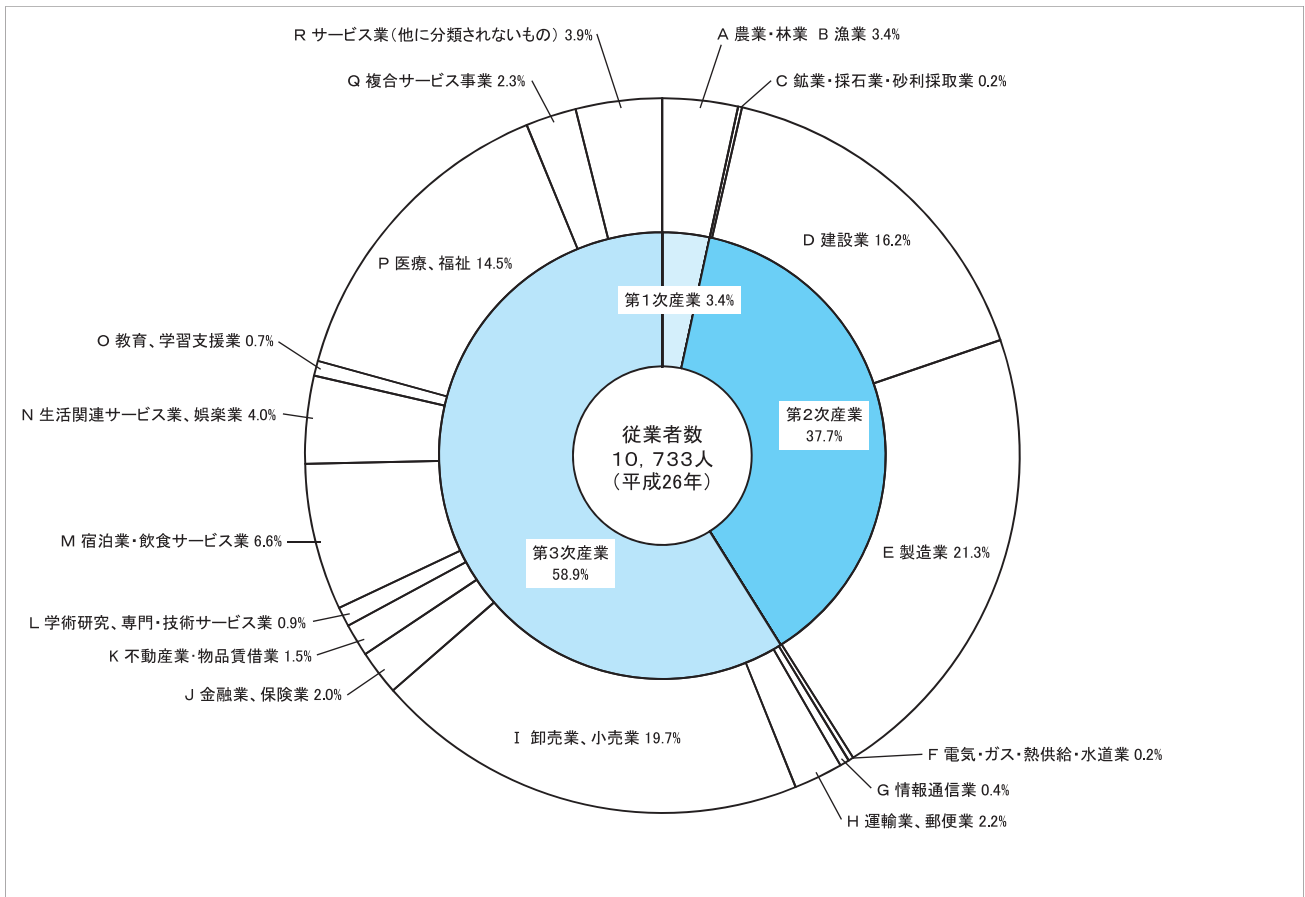 R サービス業(他に分類されないもの) 3.9%
A 農業・林業 B 漁業 3.4%
Q 複合サービス事業 2.3%
C 鉱業・採石業・砂利採取業 0.2%
D 建設業 16.2%
P 医療、福祉 14.5%
第1次産業 3.4%
O 教育、学習支援業 0.7%
N 生活関連サービス業、娯楽業 4.0%
第2次産業
37.7%
従業者数
10,733人
(平成26年)
M 宿泊業・飲食サービス業 6.6%
第3次産業
58.9%
E 製造業 21.3%
L 学術研究、専門・技術サービス業 0.9%
K 不動産業・物品賃借業 1.5%
J 金融業、保険業 2.0%
I 卸売業、小売業 19.7%
F 電気・ガス・熱供給・水道業 0.2%
G 情報通信業 0.4%
H 運輸業、郵便業 2.2%